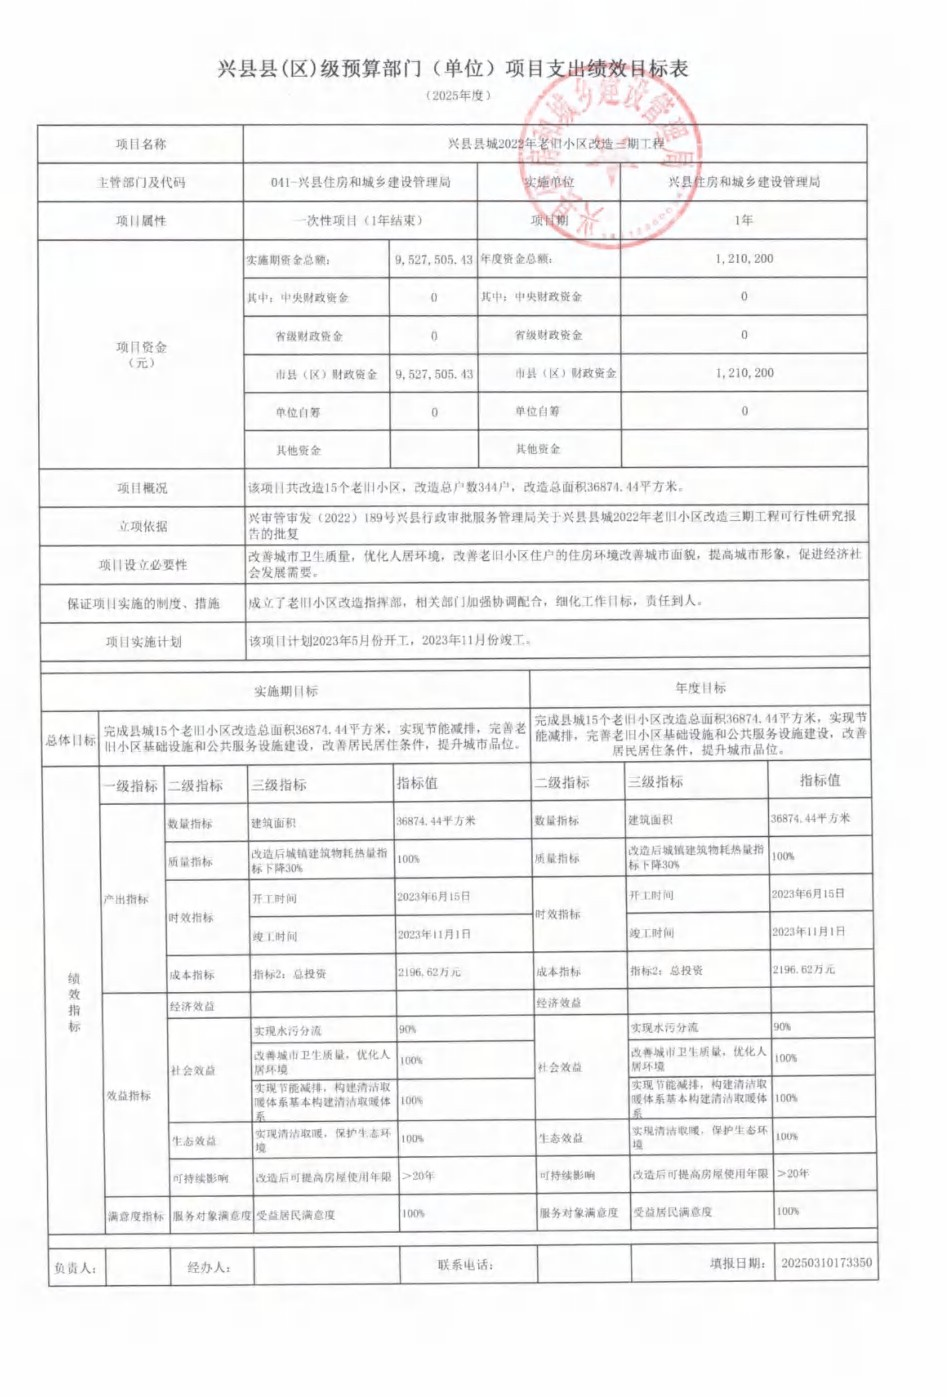 兴县县(区)级预算部门（单位）项目支出绩效目标表
（2025年度）
项目名称 兴县县城2022年老旧小区改造三期工程
主管部门及代码 041-兴县住房和城乡建设管理局 实施单位 兴县住房和城乡建设管理局
项目属性 一次性项目（1年结束） 项目期 1年
项目资金
（元）
实施期资金总额： 9,527,505.43 年度资金总额： 1,210,200
其中：中央财政资金 0 其中：中央财政资金 0
省级财政资金 0 省级财政资金 0
市县（区）财政资金 9,527,505.43 市县（区）财政资金 1,210,200
单位自筹 0 单位自筹 0
其他资金 其他资金
项目概况 该项目共改造15个老旧小区，改造总户数344户，改造总面积36874.44平方米。
立项依据 兴审管审发（2022）189号兴县行政审批服务管理局关于兴县县城2022年老旧小区改造三期工程可行性研究报
告的批复
项目设立必要性 改善城市卫生质量，优化人居环境，改善老旧小区住户的住房环境改善城市面貌，提高城市形象，促进经济社
会发展需要。
保证项目实施的制度、措施 成立了老旧小区改造指挥部，相关部门加强协调配合，细化工作目标，责任到人。
项目实施计划 该项目计划2023年5月份开工，2023年11月份竣工。
实施期目标 年度目标
总体目标
完成县城15个老旧小区改造总面积36874.44平方米，实现节能减排，完善老
旧小区基础设施和公共服务设施建设，改善居民居住条件，提升城市品位。
完成县城15个老旧小区改造总面积36874.44平方米，实现节
能减排，完善老旧小区基础设施和公共服务设施建设，改善
居民居住条件，提升城市品位。
绩效指标
一级指标 二级指标 三级指标 指标值 二级指标 三级指标 指标值
产出指标
数量指标 建筑面积 36874.44平方米 数量指标 建筑面积 36874.44平方米
质量指标 改造后城镇建筑物耗热量指
标下降30% 100% 质量指标 改造后城镇建筑物耗热量指
标下降30% 100%
时效指标 开工时间 2023年6月15日 时效指标 开工时间 2023年6月15日
竣工时间 2023年11月1日 竣工时间 2023年11月1日
成本指标 指标2：总投资 2196.62万元 成本指标 指标2：总投资 2196.62万元
效益指标
经济效益 经济效益
社会效益 实现水污分流 90% 社会效益 实现水污分流 90%
改善城市卫生质量，优化人
居环境 100% 改善城市卫生质量，优化人
居环境 100%
实现节能减排，构建清洁取
暖体系基本构建清洁取暖体
系 100% 实现节能减排，构建清洁取
暖体系基本构建清洁取暖体
系 100%
生态效益 实现清洁取暖，保护生态环
境 100% 生态效益 实现清洁取暖，保护生态环
境 100%
可持续影响 改造后可提高房屋使用年限 >20年 可持续影响 改造后可提高房屋使用年限 >20年
满意度指标 服务对象满意度 受益居民满意度 100% 服务对象满意度 受益居民满意度 100%
负责人： 经办人： 联系电话： 填报日期： 20250310173350
兴县住房和城乡建设管理局